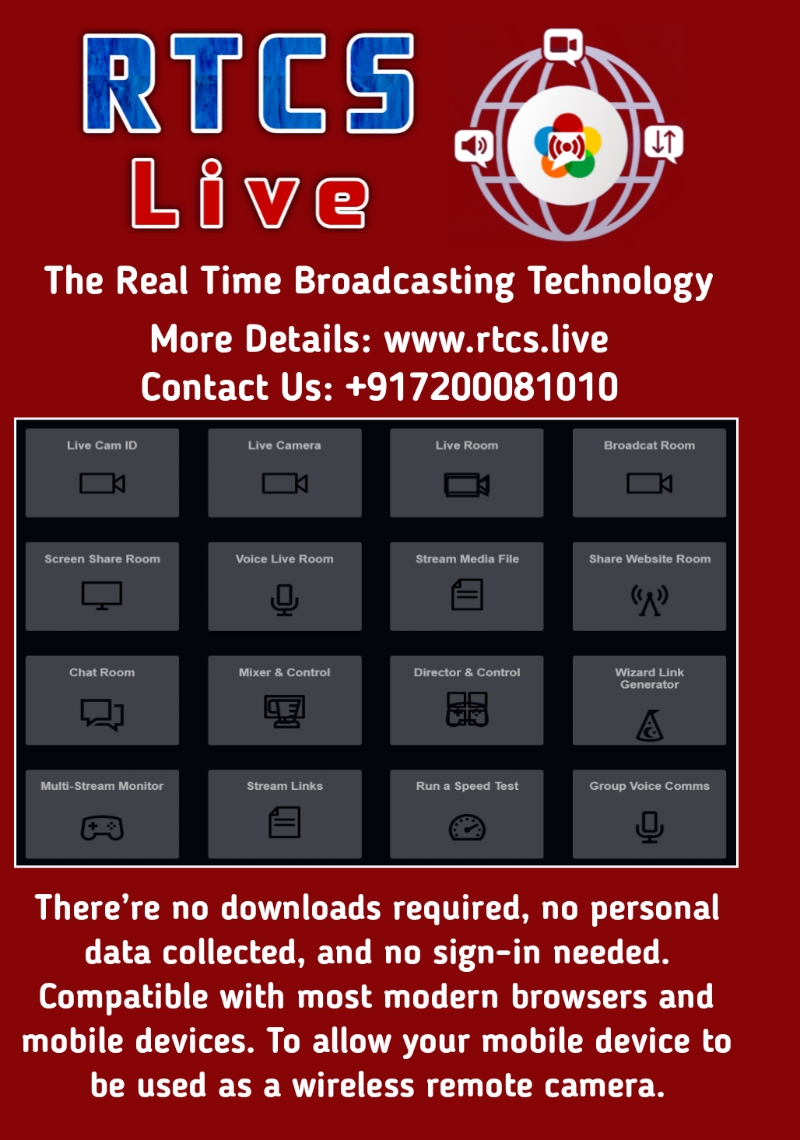 RTCS
Live
The Real Time Broadcasting Technology
More Details: www.rtcs.live
Contact Us: +917200081010
Live Cam ID
Live Camera
Live Room
Broadcat Room
Screen Share Room
Voice Live Room
Stream Media File
Share Website Room
Chat Room
Mixer & Control
Director & Control
Wizard Link
Generator
Multi-Stream Monitor
Stream Links
Run a Speed Test
Group Voice Comms
There’re no downloads required, no personal
data collected, and no sign-in needed.
Compatible with most modern browsers and
mobile devices. To allow your mobile device to
be used as a wireless remote camera.